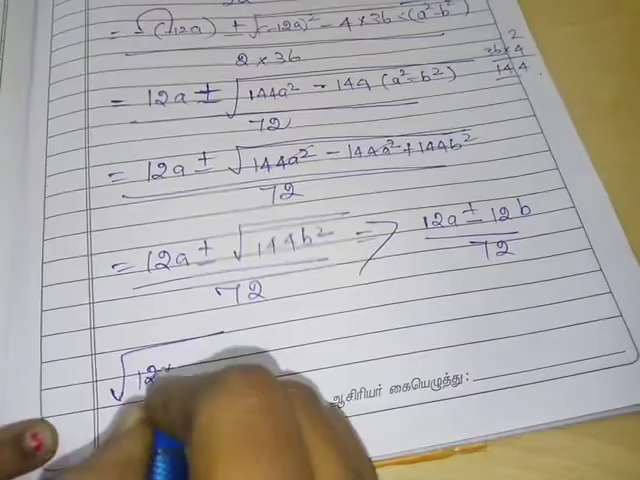 = -(-12a) + √(-12a)² - 4 × 36 × (a² - b²)
2 × 36
36 × 4
144
= 12a ± √144a² - 144 (a² - b²)
72
= 12a ± √144a² - 144a² + 144b²
72
= 12a ± √144b² => 12a ± 12b
72 72
√12
ஆசிரியர் கையெழுத்து: